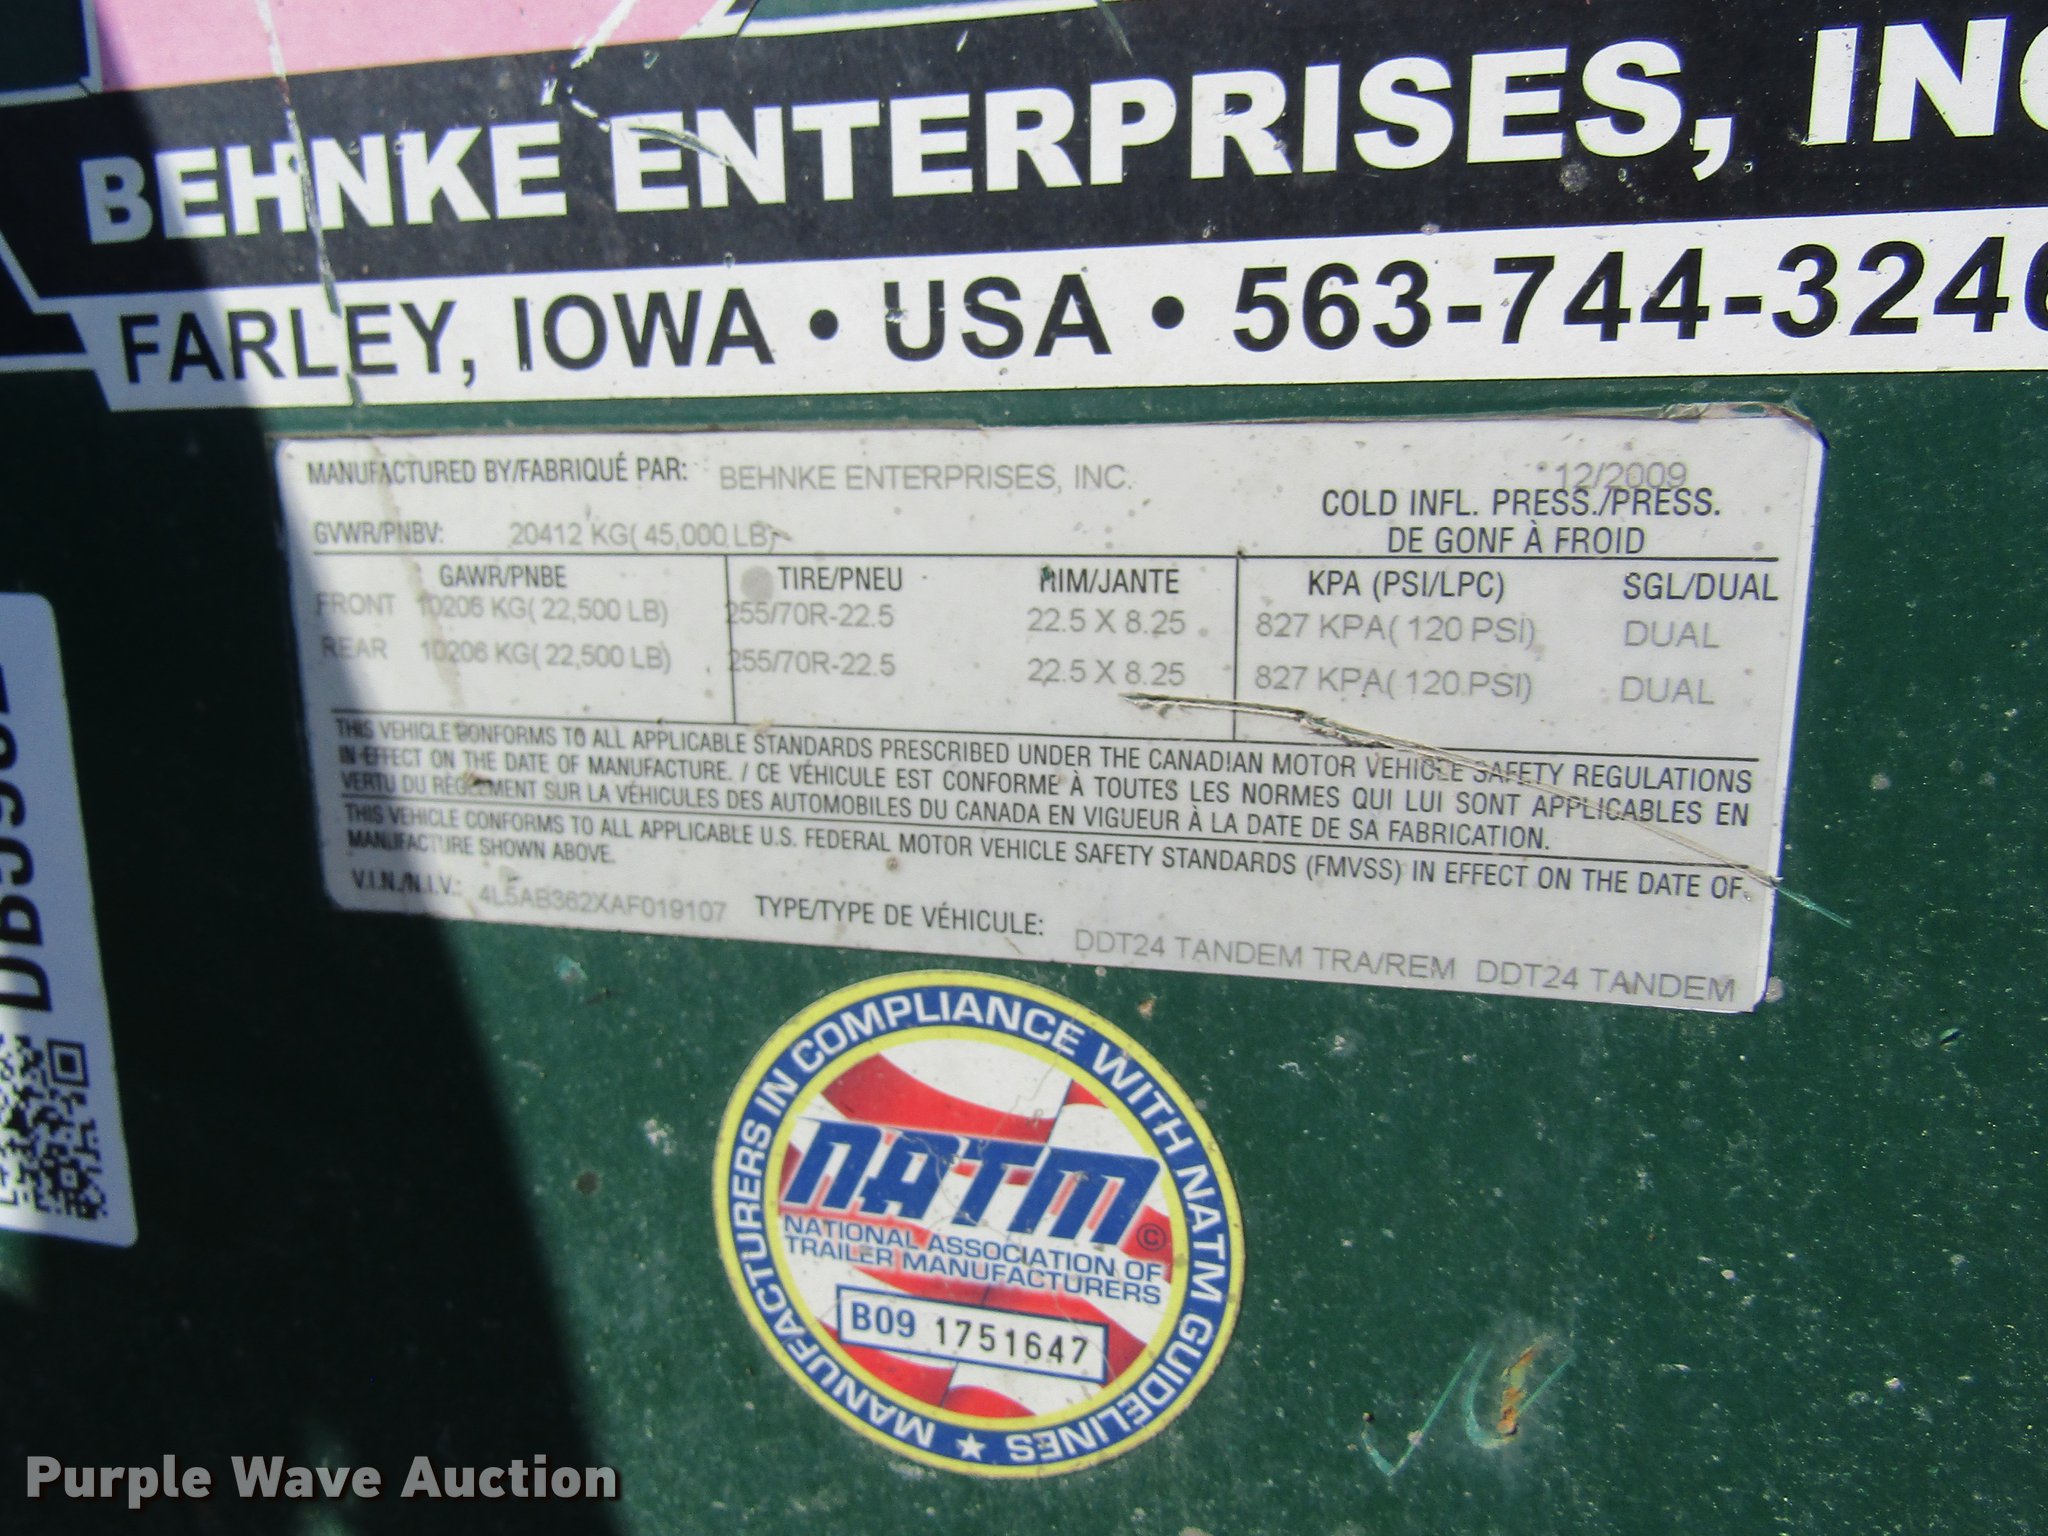 BEHNKE ENTERPRISES, INC
FARLEY, IOWA • USA • 563-744-3246
MANUFACTURED BY/FABRIQUÉ PAR: BEHNKE ENTERPRISES, INC. 12/2009
GVWR/PNBV: 20412 KG( 45,000 LB)
COLD INFL. PRESS./PRESS.
DE GONF À FROID
GAWR/PNBE TIRE/PNEU RIM/JANTE KPA (PSI/LPC) SGL/DUAL
FRONT 10206 KG( 22,500 LB) 255/70R-22.5 22.5 X 8.25 827 KPA( 120 PSI) DUAL
REAR 10206 KG( 22,500 LB) 255/70R-22.5 22.5 X 8.25 827 KPA( 120 PSI) DUAL
THIS VEHICLE CONFORMS TO ALL APPLICABLE STANDARDS PRESCRIBED UNDER THE CANADIAN MOTOR VEHICLE SAFETY REGULATIONS
IN EFFECT ON THE DATE OF MANUFACTURE. / CE VÉHICULE EST CONFORME À TOUTES LES NORMES QUI LUI SONT APPLICABLES EN
VERTU DU RÈGLEMENT SUR LA VÉHICULES DES AUTOMOBILES DU CANADA EN VIGUEUR À LA DATE DE SA FABRICATION.
THIS VEHICLE CONFORMS TO ALL APPLICABLE U.S. FEDERAL MOTOR VEHICLE SAFETY STANDARDS (FMVSS) IN EFFECT ON THE DATE OF
MANUFACTURE SHOWN ABOVE.
V.I.N./N.I.V.: 4L5AB362XAF019107 TYPE/TYPE DE VÉHICULE: DDT24 TANDEM TRA/REM DDT24 TANDEM
MANUFACTURERS IN COMPLIANCE WITH NATM GUIDELINES ★
NATM ©
NATIONAL ASSOCIATION OF
TRAILER MANUFACTURERS
B09 1751647
Purple Wave Auction